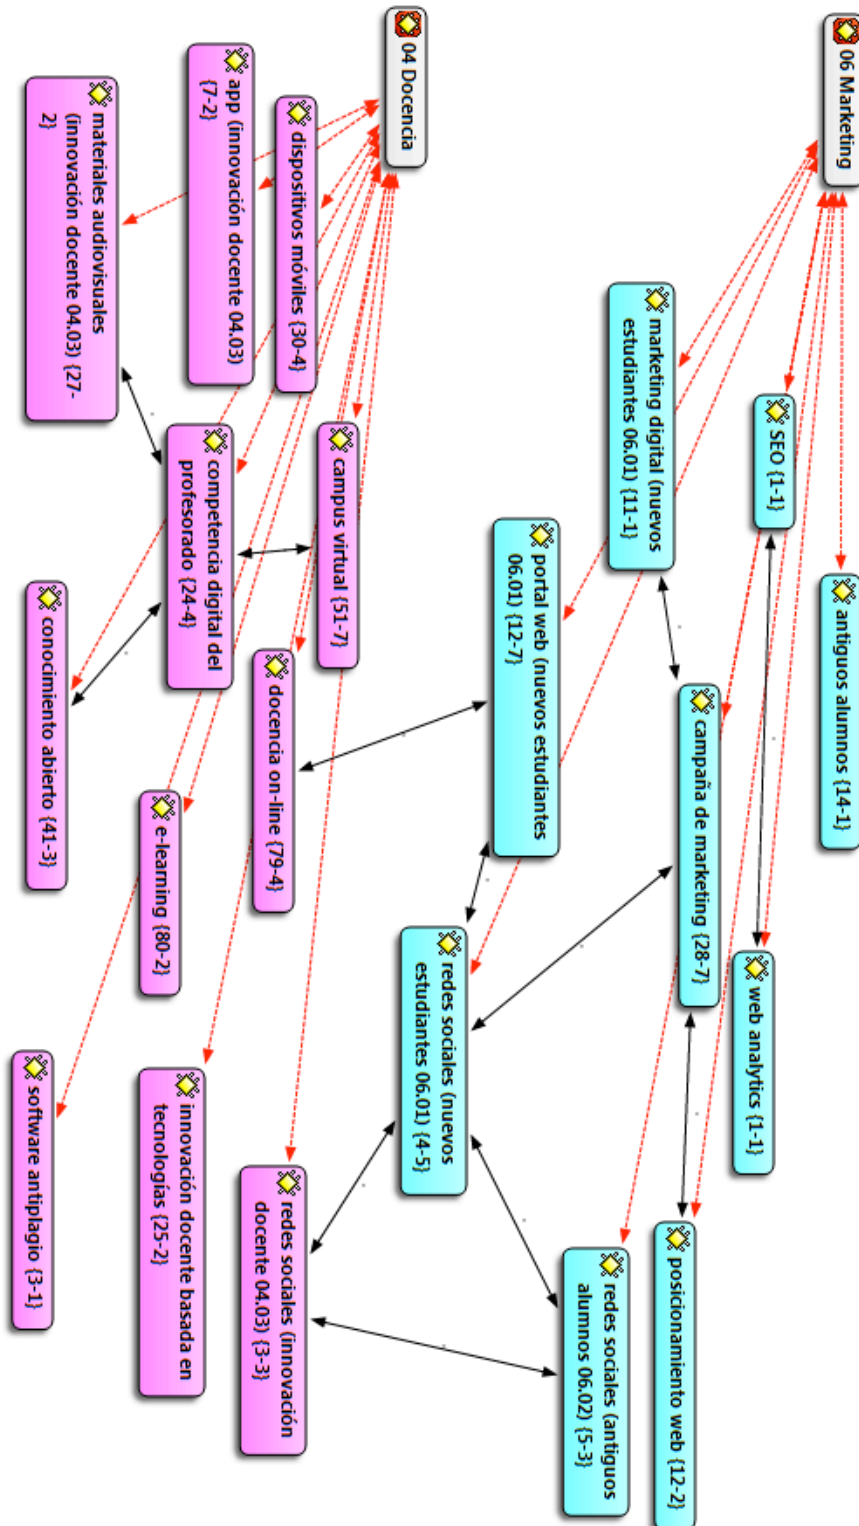 06 Marketing
antiguos alumnos {14-1}
SEO {1-1}
web analytics {1-1}
campaña de marketing {28-7}
posicionamiento web {12-2}
marketing digital (nuevos
estudiantes 06.01) {11-1}
redes sociales (antiguos
alumnos 06.02) {5-3}
portal web (nuevos estudiantes
06.01) {12-7}
redes sociales (nuevos
estudiantes 06.01) {4-5}
04 Docencia
campus virtual {51-7}
dispositivos móviles {30-4}
docencia on-line {79-4}
redes sociales (innovación
docente 04.03) {3-3}
app (innovación docente 04.03)
{7-2}
competencia digital del
profesorado {24-4}
e-learning {80-2}
innovación docente basada en
tecnologías {25-2}
materiales audiovisuales
(innovación docente 04.03) {27-
2}
conocimiento abierto {41-3}
software antiplagio {3-1}